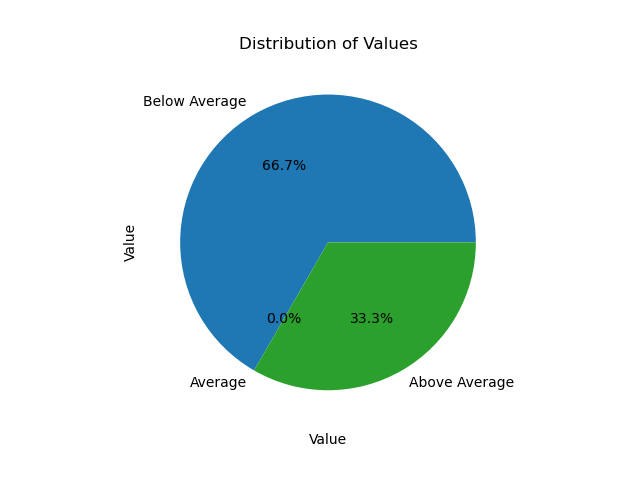 Distribution of Values
Below Average
66.7%
Value
0.0%
33.3%
Average
Above Average
Value